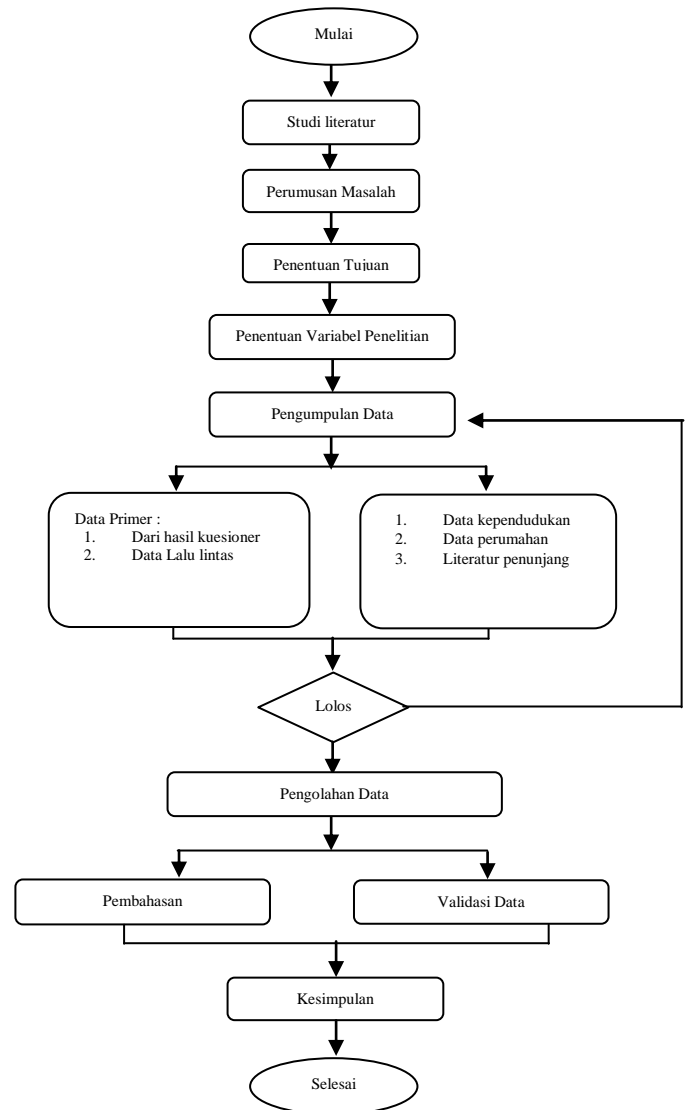 Mulai
Studi literatur
Perumusan Masalah
Penentuan Tujuan
Penentuan Variabel Penelitian
Pengumpulan Data
Data Primer :
1. Dari hasil kuesioner
2. Data Lalu lintas
1. Data kependudukan
2. Data perumahan
3. Literatur penunjang
Lolos
Pengolahan Data
Pembahasan
Validasi Data
Kesimpulan
Selesai